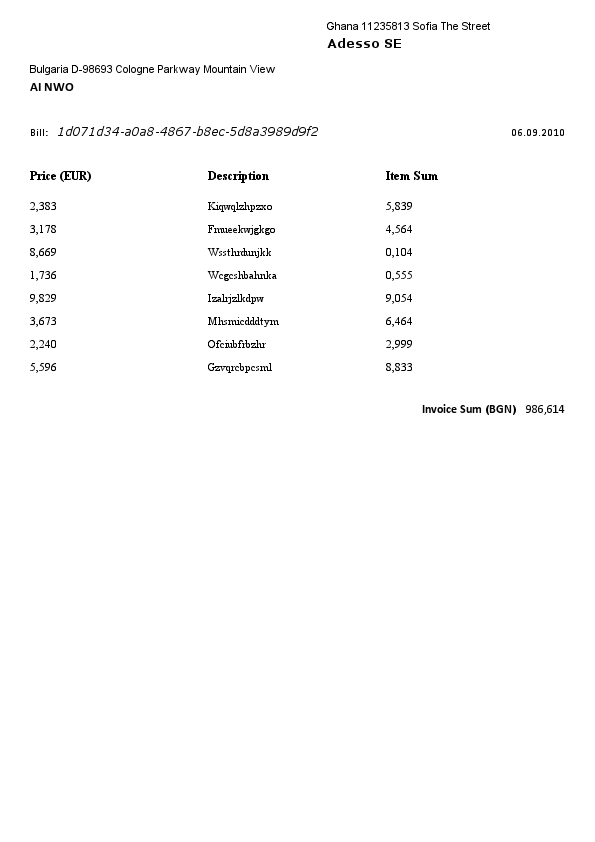 Ghana 11235813 Sofia The Street
Adesso SE
Bulgaria D-98693 Cologne Parkway Mountain View
AI NWO
Bill: 1d071d34-a0a8-4867-b8ec-5d8a3989d9f2 06.09.2010
Price (EUR) Description Item Sum
2,383 Kiqwqlzhpzxo 5,839
3,178 Fmueekwjgkgo 4,564
8,669 Wssthrdunjkk 0,104
1,736 Wcgcshbahnka 0,555
9,829 Izalrjzlkdpw 9,054
3,673 Mhsmicdddtym 6,464
2,240 Ofciubfrbzhr 2,999
5,596 Gzvqrcbpcsml 8,833
Invoice Sum (BGN) 986,614